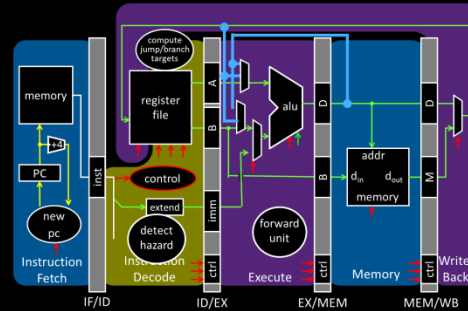 compute
jump/branch
targets
memory
register
file
A
B
alu
D
D
+4
PC
new
pc
inst
control
extend
detect
hazard
imm
forward
unit
B
addr
d_in
d_out
memory
M
Instruction
Fetch
Instruction
Decode
ctrl
Execute
ctrl
Memory
ctrl
Write
Back
IF/ID
ID/EX
EX/MEM
MEM/WB